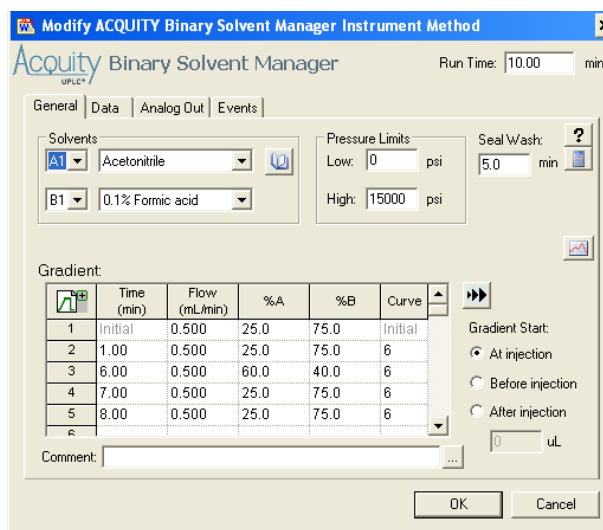 Modify ACQUITY Binary Solvent Manager Instrument Method
Acquity UPLC® Binary Solvent Manager
Run Time: 10.00 min
General Data Analog Out Events
Solvents
A1 Acetonitrile
B1 0.1% Formic acid
Pressure Limits
Low: 0 psi
High: 15000 psi
Seal Wash: ?
5.0 min
Gradient:
Time (min) Flow (mL/min) %A %B Curve
1 Initial 0.500 25.0 75.0 Initial
2 1.00 0.500 25.0 75.0 6
3 6.00 0.500 60.0 40.0 6
4 7.00 0.500 25.0 75.0 6
5 8.00 0.500 25.0 75.0 6
6
Gradient Start:
At injection
Before injection
After injection
0 uL
Comment: ...
OK Cancel